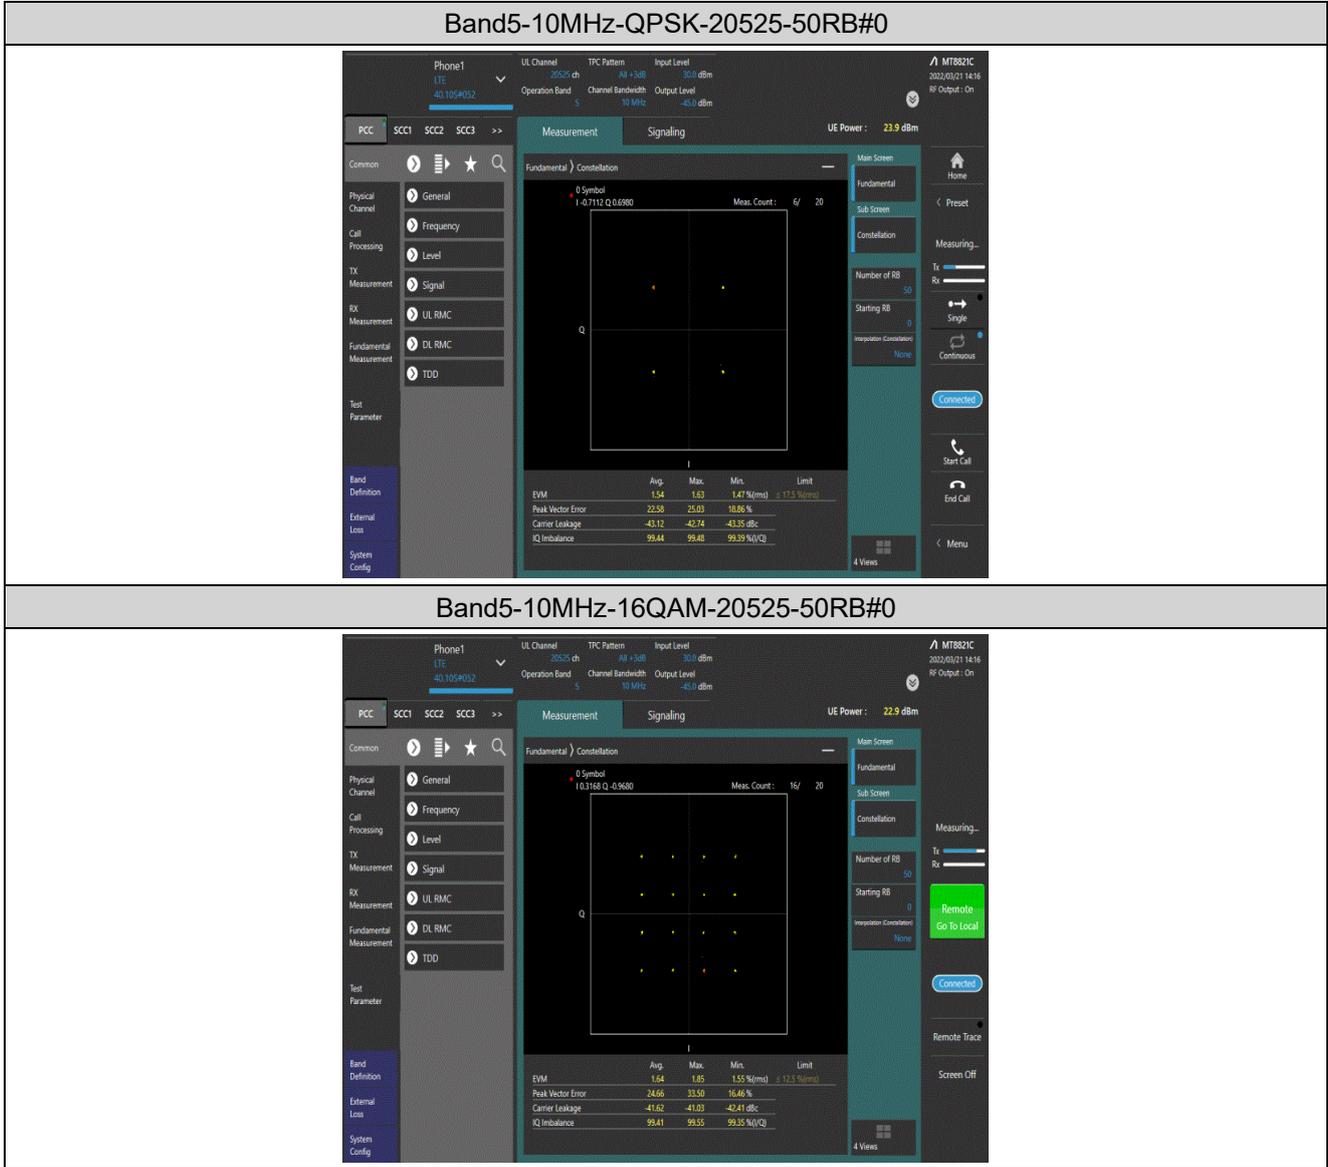 Band5-10MHz-QPSK-20525-50RB#0
Phone1
LTE
40.10S#052
UL Channel TPC Pattern Input Level
20525 ch All +3dB 30.0 dBm
Operation Band Channel Bandwidth Output Level
5 10 MHz -45.0 dBm
MT8821C
2022/03/21 14:16
RF Output : On
PCC SCC1 SCC2 SCC3 >>
Measurement Signaling
UE Power : 23.9 dBm
Common
Physical
Channel
Call
Processing
TX
Measurement
RX
Measurement
Fundamental
Measurement
Test
Parameter
Band
Definition
External
Loss
System
Config
General
Frequency
Level
Signal
UL RMC
DL RMC
TDD
Fundamental ⟩ Constellation
0 Symbol
I -0.7112 Q 0.6980 Meas. Count : 6/ 20
Q
I
Avg. Max. Min. Limit
EVM 1.54 1.63 1.47 %(rms) ≤ 17.5 %(rms)
Peak Vector Error 22.58 25.03 18.86 %
Carrier Leakage -43.12 -42.74 -43.35 dBc
IQ Imbalance 99.44 99.48 99.39 %(I/Q)
Main Screen
Fundamental
Sub Screen
Constellation
Number of RB
50
Starting RB
0
Interpolation (Constellation)
None
4 Views
Home
< Preset
Measuring...
Tx
Rx
Single
Continuous
Connected
Start Call
End Call
< Menu
Band5-10MHz-16QAM-20525-50RB#0
Phone1
LTE
40.10S#052
UL Channel TPC Pattern Input Level
20525 ch All +3dB 30.0 dBm
Operation Band Channel Bandwidth Output Level
5 10 MHz -45.0 dBm
MT8821C
2022/03/21 14:16
RF Output : On
PCC SCC1 SCC2 SCC3 >>
Measurement Signaling
UE Power : 22.9 dBm
Common
Physical
Channel
Call
Processing
TX
Measurement
RX
Measurement
Fundamental
Measurement
Test
Parameter
Band
Definition
External
Loss
System
Config
General
Frequency
Level
Signal
UL RMC
DL RMC
TDD
Fundamental ⟩ Constellation
0 Symbol
I 0.3168 Q -0.9680 Meas. Count : 16/ 20
Q
I
Avg. Max. Min. Limit
EVM 1.64 1.85 1.55 %(rms) ≤ 12.5 %(rms)
Peak Vector Error 24.66 33.50 16.46 %
Carrier Leakage -41.62 -41.03 -42.41 dBc
IQ Imbalance 99.41 99.55 99.35 %(I/Q)
Main Screen
Fundamental
Sub Screen
Constellation
Number of RB
50
Starting RB
0
Interpolation (Constellation)
None
4 Views
Measuring...
Tx
Rx
Remote
Go To Local
Connected
Remote Trace
Screen Off